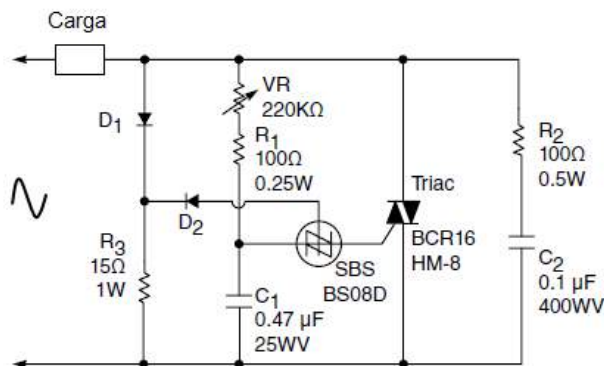 Carga
D1
VR
220KΩ
R1
100Ω
0.25W
D2
R3
15Ω
1W
C1
0.47 µF
25WV
SBS
BS08D
Triac
BCR16
HM-8
R2
100Ω
0.5W
C2
0.1 µF
400WV